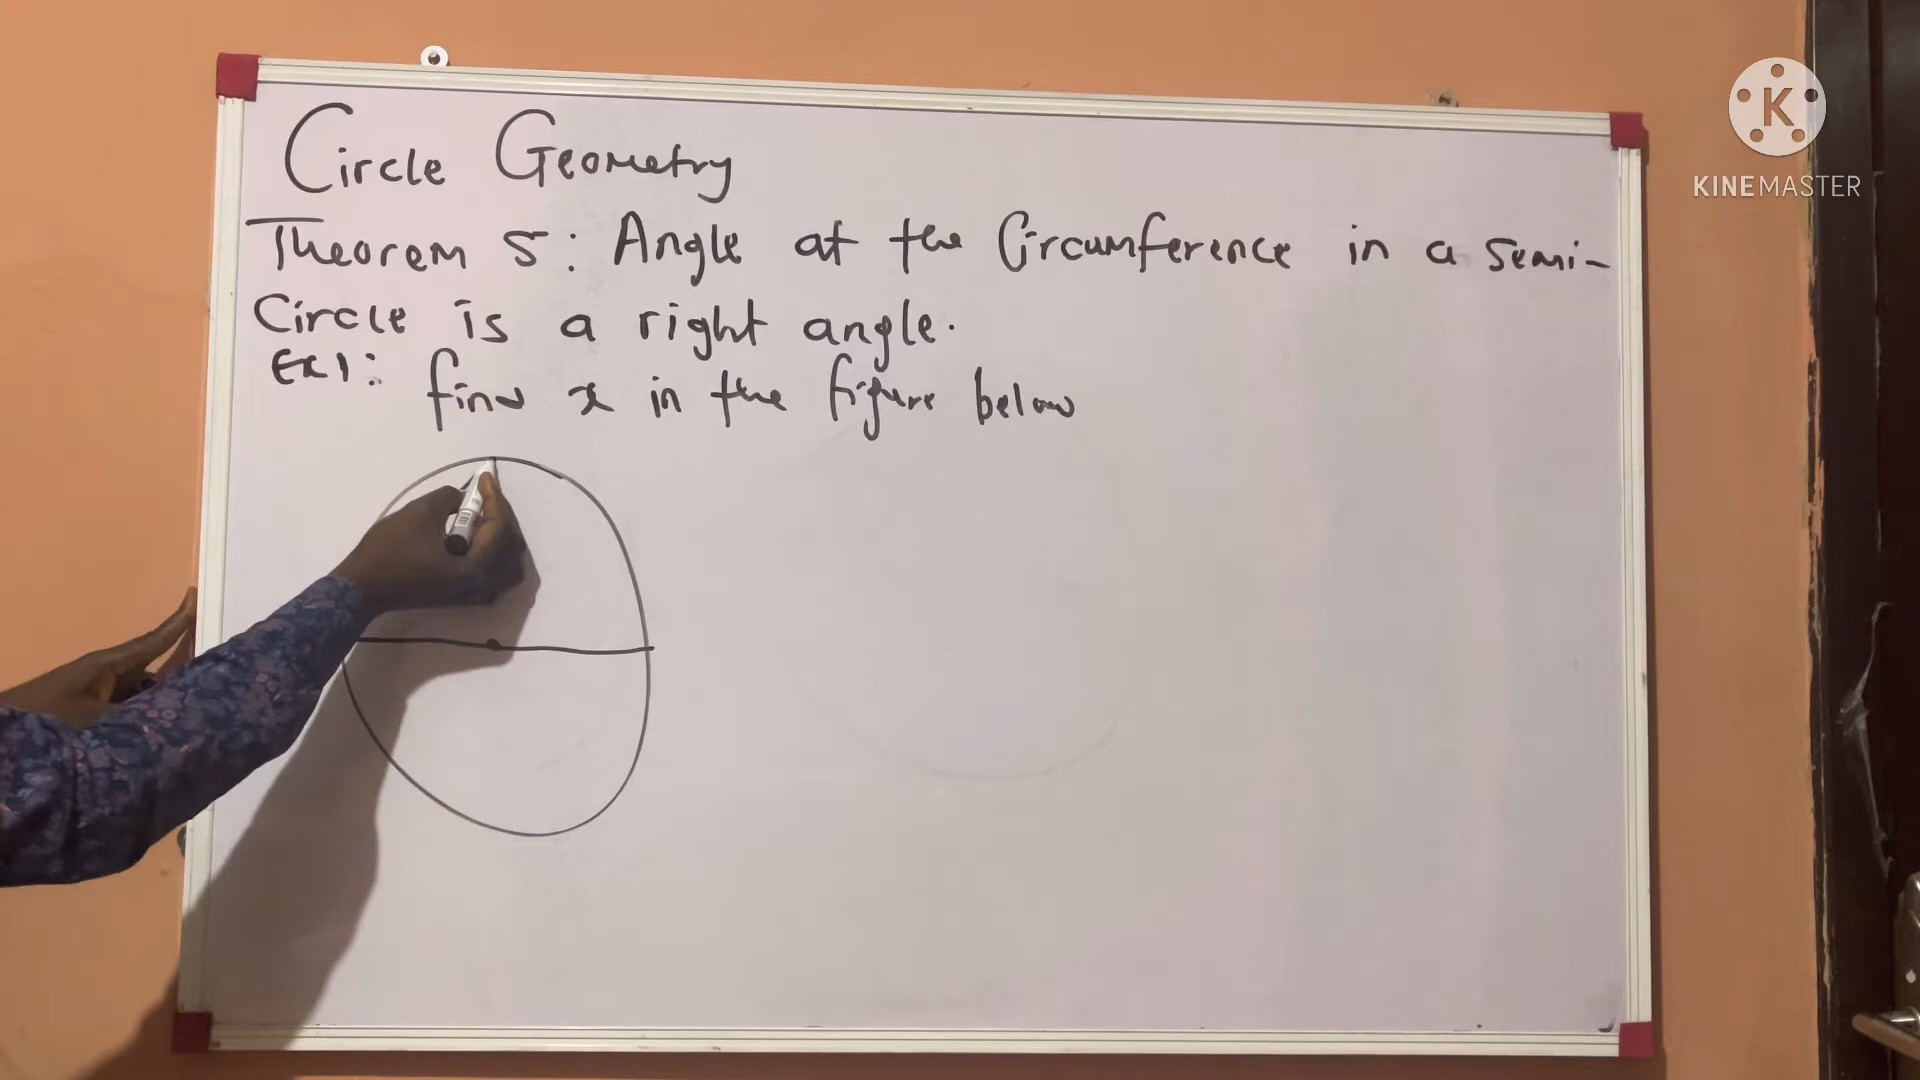 Circle Geometry
Theorem 5: Angle at the Circumference in a semi-
Circle is a right angle.
Ex1: find x in the figure below
K
KINEMASTER